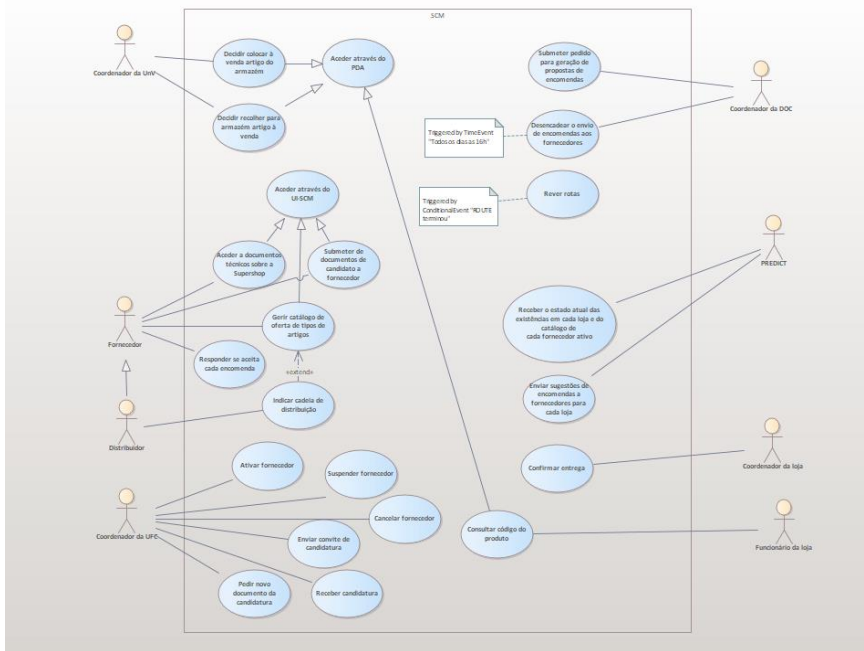 SCM
Decidir colocar à
venda artigo do
armazém
Aceder através do
PDA
Coordenador da UnV
Decidir recolher para
armazém artigo à
venda
Submeter pedido
para geração de
propostas de
encomendas
Coordenador da DOC
Triggered by TimeEvent
"Todos os dias as 16h"
Desencadear o envio
de encomendas aos
fornecedores
Triggered by
ConditionalEvent "ROUTE
terminou"
Rever rotas
Aceder através do
UI-SCM
Aceder a documentos
técnicos sobre a
Supershop
Submeter de
documentos de
candidato a
fornecedor
PREDICT
Fornecedor
Gerir catálogo de
oferta de tipos de
artigos
Receber o estado atual das
existências em cada loja e do
catálogo de
cada fornecedor ativo
Responder se aceita
cada encomenda
«extend»
Enviar sugestões de
encomendas a
fornecedores para
cada loja
Indicar cadeia de
distribuição
Distribuidor
Ativar fornecedor
Suspender fornecedor
Confirmar entrega
Coordenador da loja
Coordenador da UFC
Cancelar fornecedor
Enviar convite de
candidatura
Consultar código do
produto
Funcionário da loja
Pedir novo
documento da
candidatura
Receber candidatura